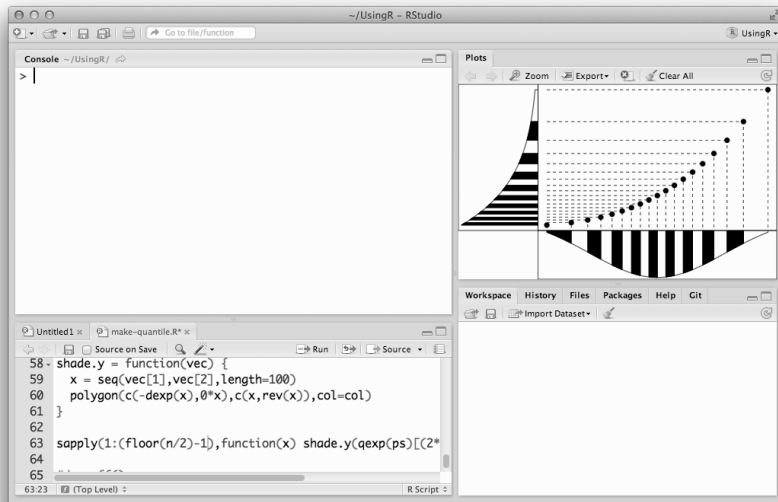 ~/UsingR – RStudio
Go to file/function
UsingR
Console ~/UsingR/
>
Plots
Zoom Export Clear All
Workspace History Files Packages Help Git
Import Dataset
Untitled1 × make-quantile.R* ×
Source on Save Run Source
58 shade.y = function(vec) {
59 x = seq(vec[1],vec[2],length=100)
60 polygon(c(-dexp(x),0*x),c(x,rev(x)),col=col)
61 }
62
63 sapply(1:(floor(n/2)-1),function(x) shade.y(qexp(ps)[(2*
64
65
63:23 (Top Level) R Script